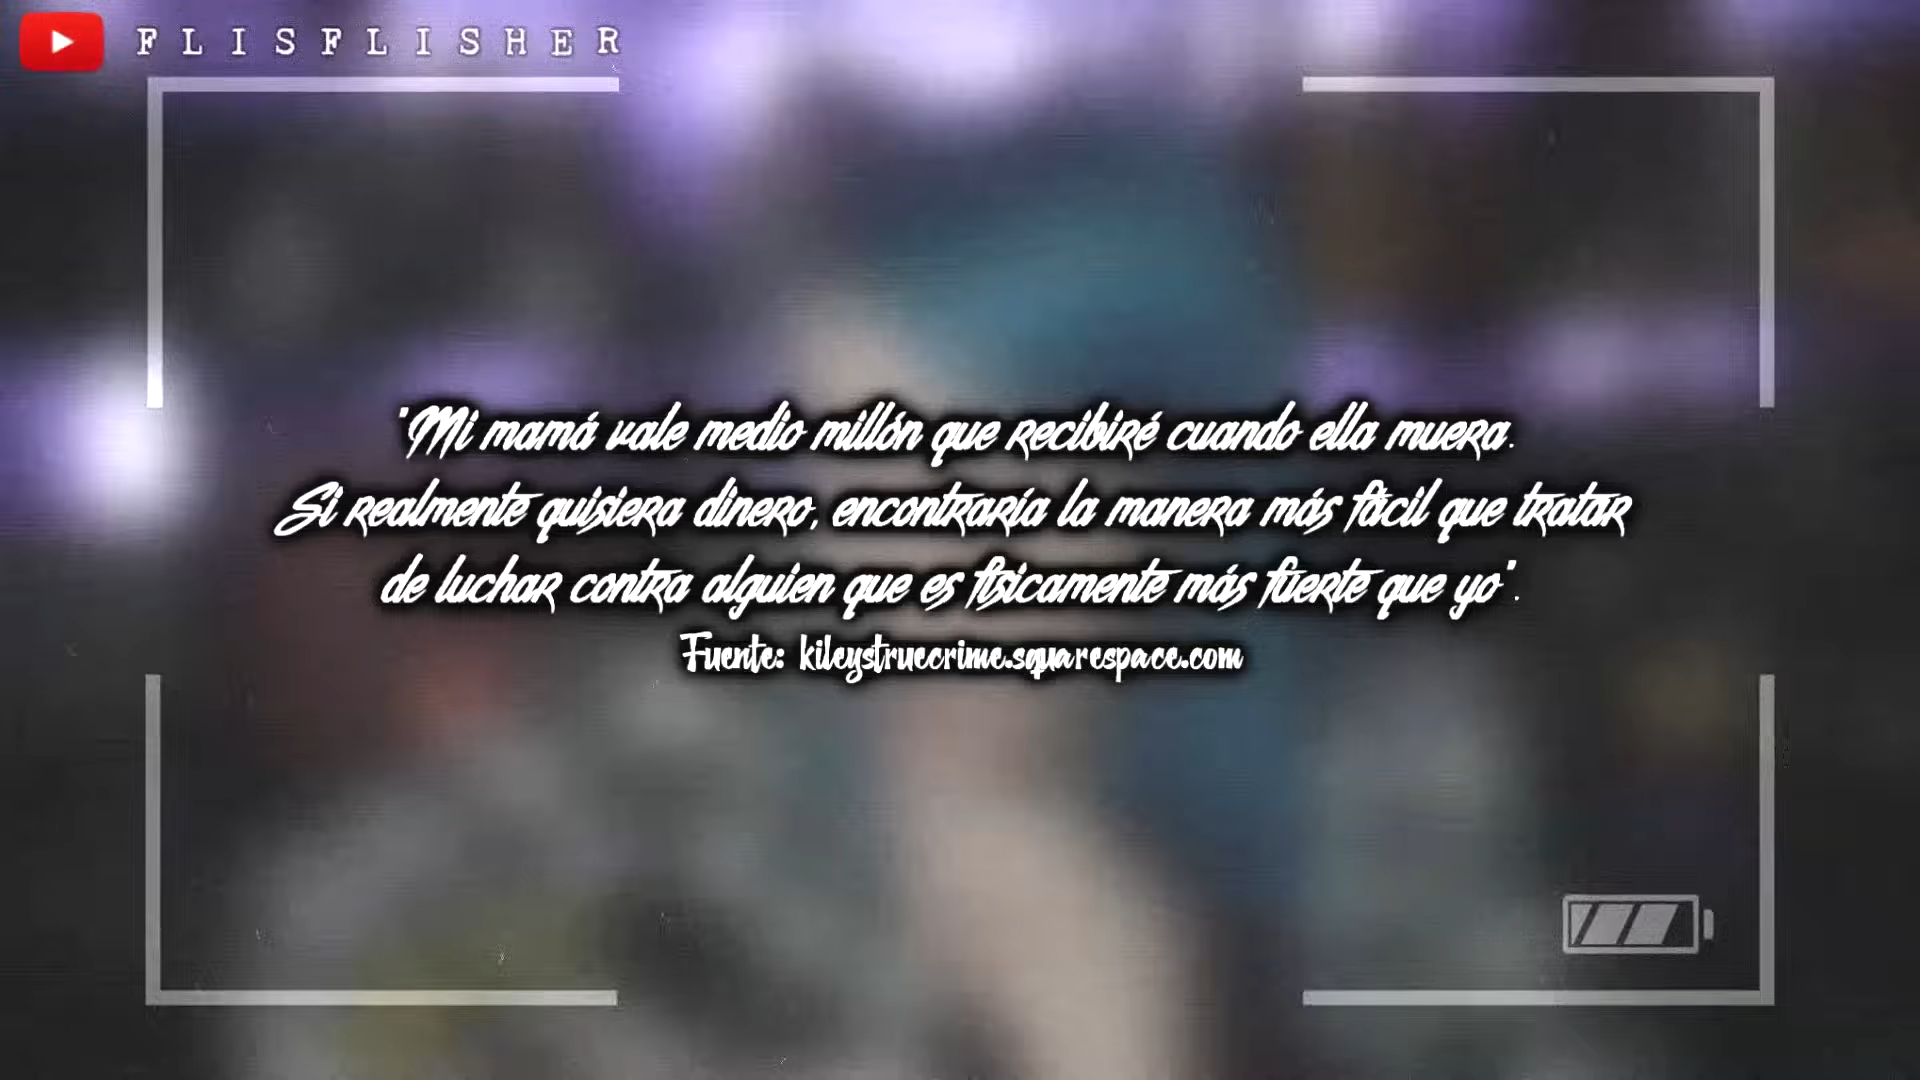 FLISFLISHER
"Mi mamá vale medio millón que recibiré cuando ella muera.
Si realmente quisiera dinero, encontraría la manera más fácil que tratar
de luchar contra alguien que es físicamente más fuerte que yo".
Fuente: kileystruecrime.squarespace.com